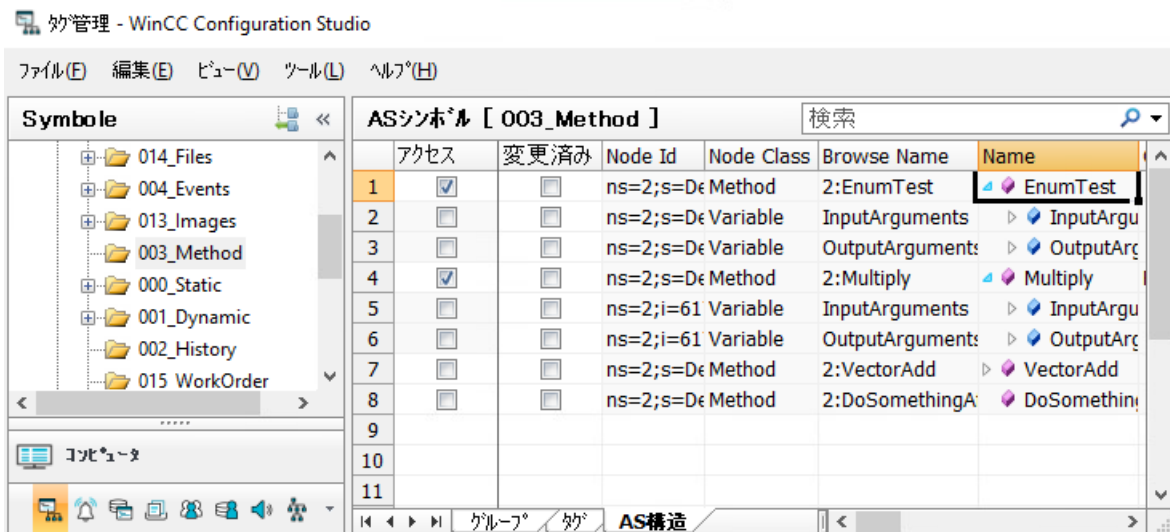 タグ管理 - WinCC Configuration Studio
ファイル(F) 編集(E) ビュー(V) ツール(L) ヘルプ(H)
Symbole «
014_Files
004_Events
013_Images
003_Method
000_Static
001_Dynamic
002_History
015_WorkOrder
コンピュータ
ASシンボル [ 003_Method ] 検索
アクセス 変更済み Node Id Node Class Browse Name Name
1 ns=2;s=De Method 2:EnumTest EnumTest
2 ns=2;s=De Variable InputArguments InputArgu
3 ns=2;s=De Variable OutputArguments OutputArg
4 ns=2;s=De Method 2:Multiply Multiply
5 ns=2;i=61 Variable InputArguments InputArgu
6 ns=2;i=61 Variable OutputArguments OutputArg
7 ns=2;s=De Method 2:VectorAdd VectorAdd
8 ns=2;s=De Method 2:DoSomethingA DoSomething
9
10
11
グループ タグ AS構造